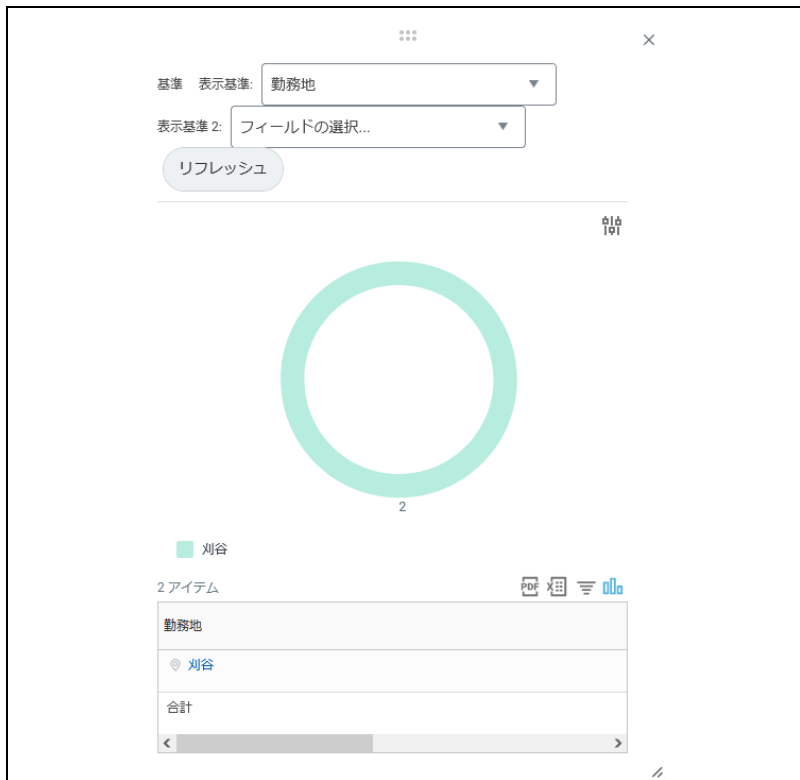 基準 表示基準: 勤務地
表示基準 2: フィールドの選択...
リフレッシュ
2
刈谷
2 アイテム
PDF X
勤務地
刈谷
合計